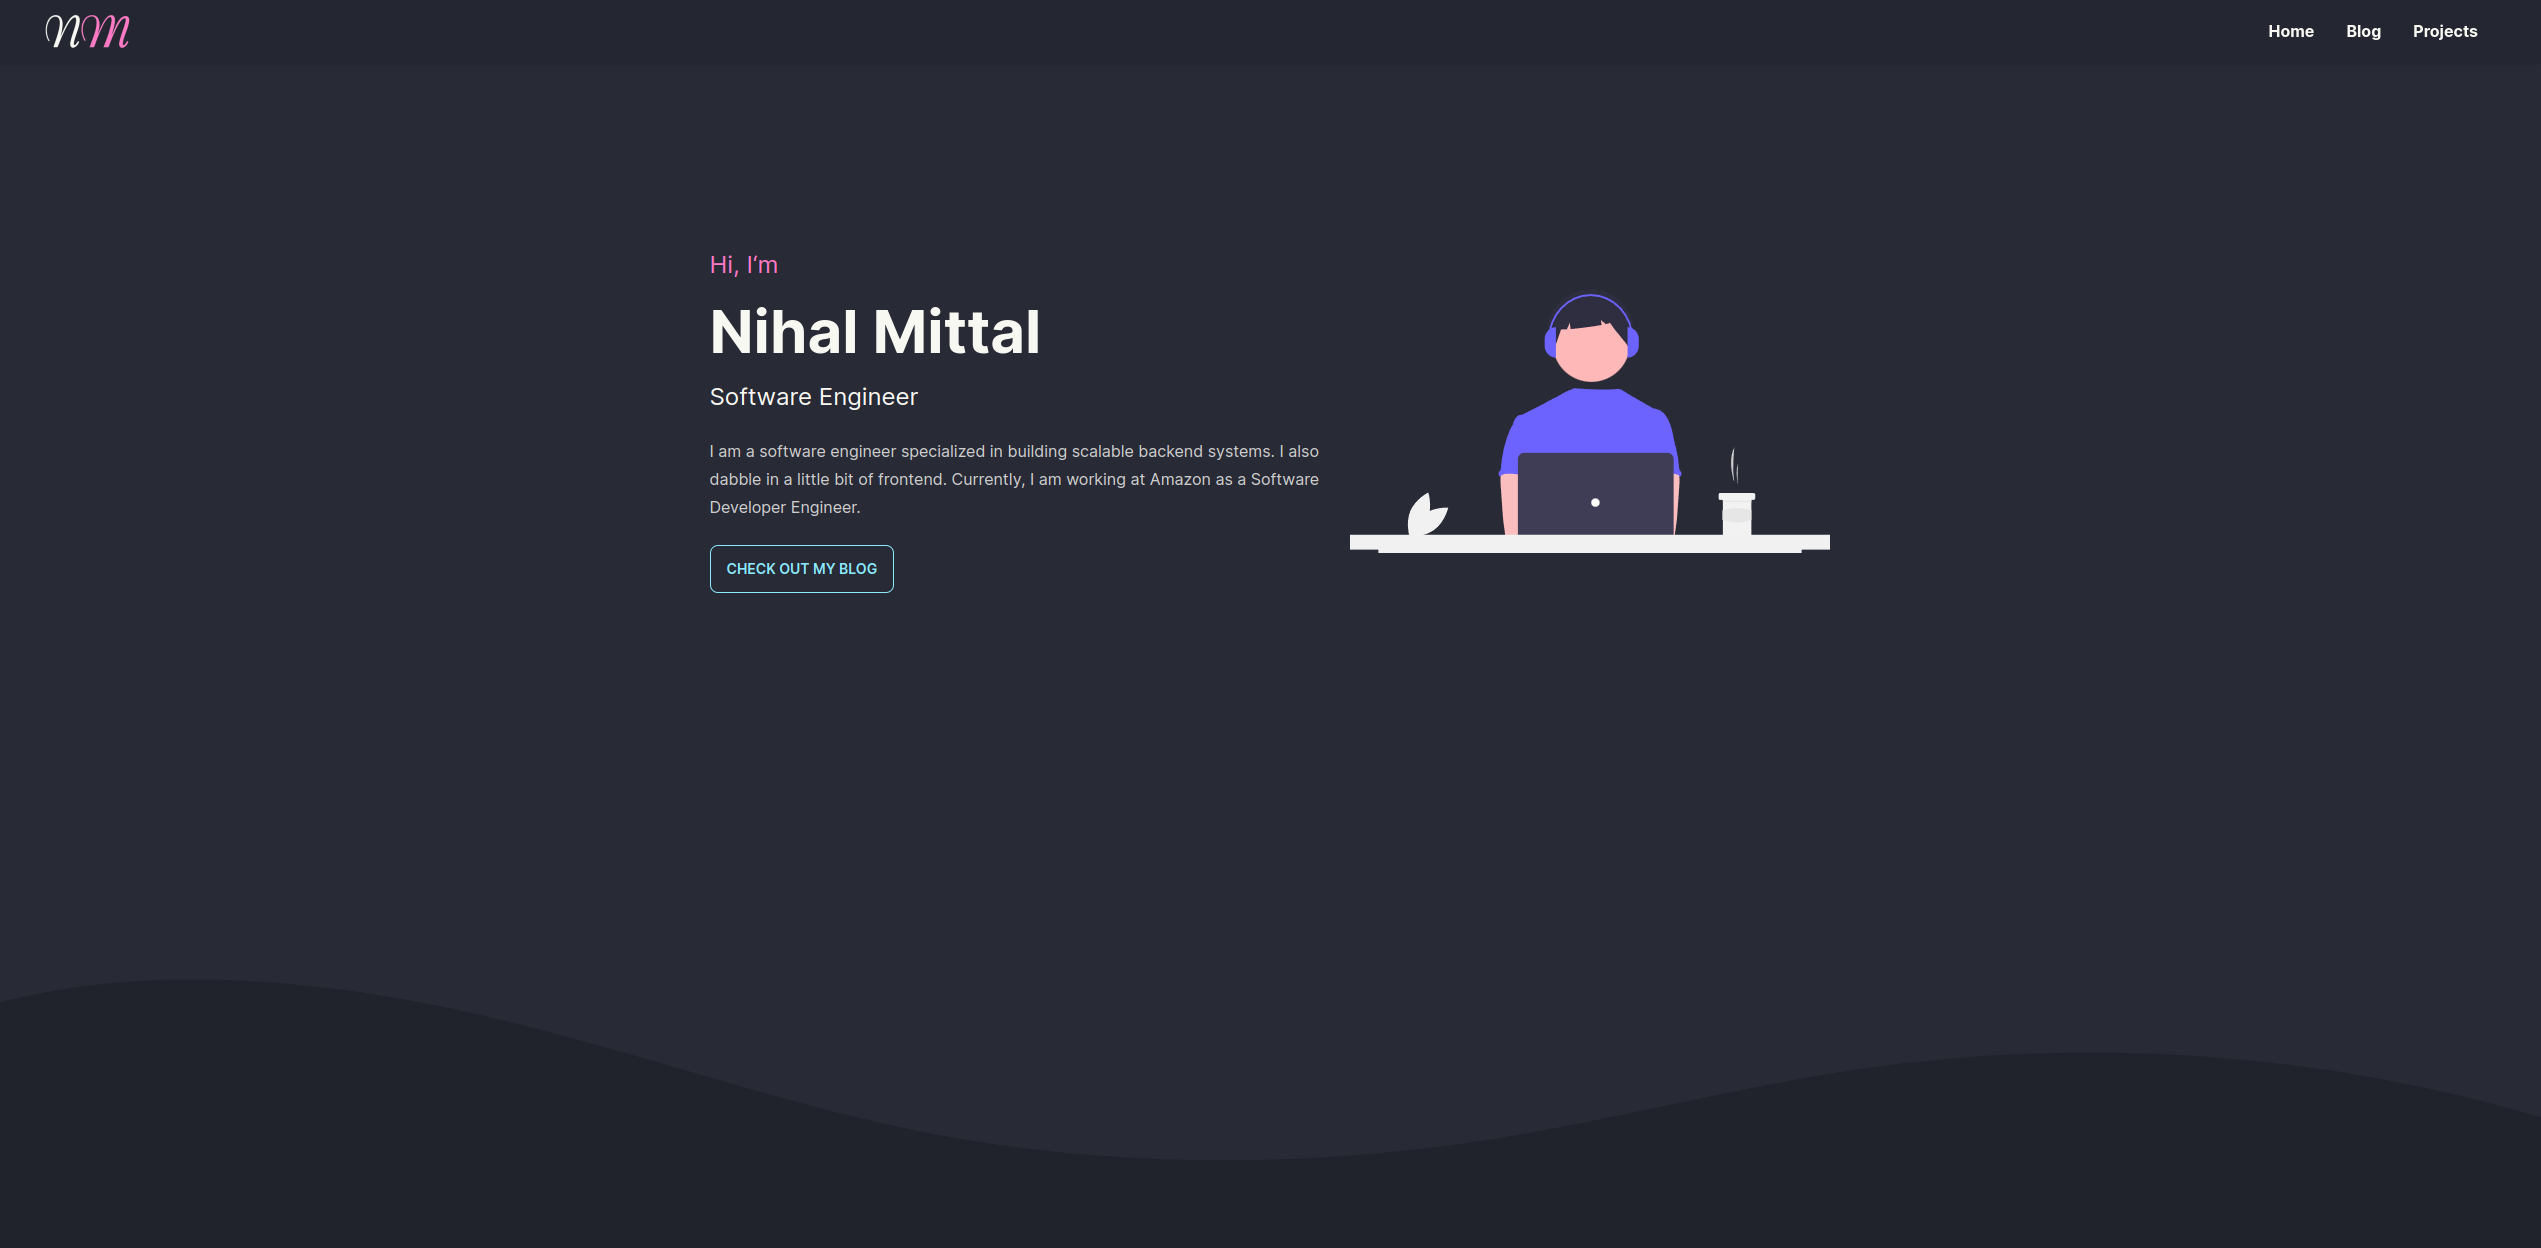 NM
Home Blog Projects
Hi, I‘m
Nihal Mittal
Software Engineer
I am a software engineer specialized in building scalable backend systems. I also
dabble in a little bit of frontend. Currently, I am working at Amazon as a Software
Developer Engineer.
CHECK OUT MY BLOG